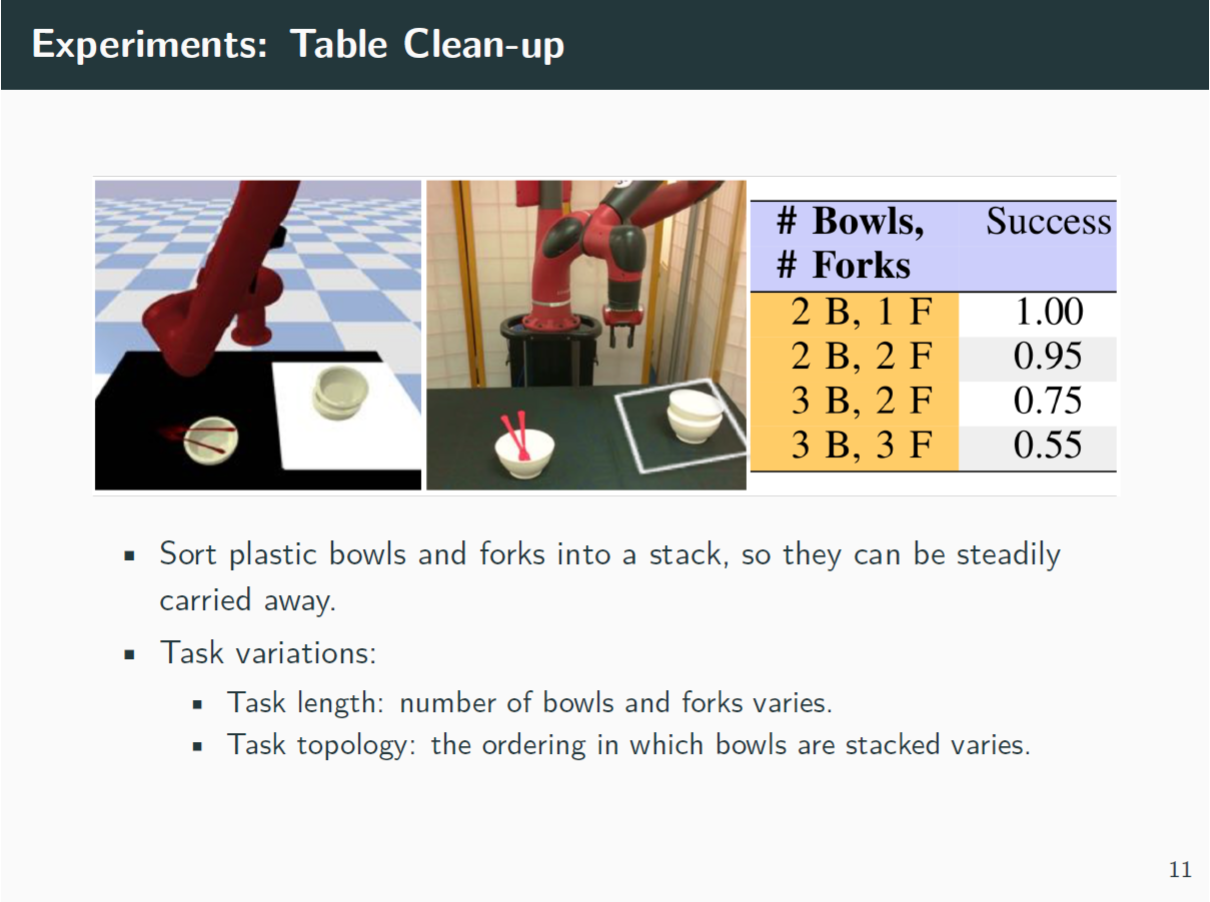 Experiments: Table Clean-up
# Bowls, Success
# Forks
2 B, 1 F 1.00
2 B, 2 F 0.95
3 B, 2 F 0.75
3 B, 3 F 0.55
▪ Sort plastic bowls and forks into a stack, so they can be steadily
carried away.
▪ Task variations:
▪ Task length: number of bowls and forks varies.
▪ Task topology: the ordering in which bowls are stacked varies.
11